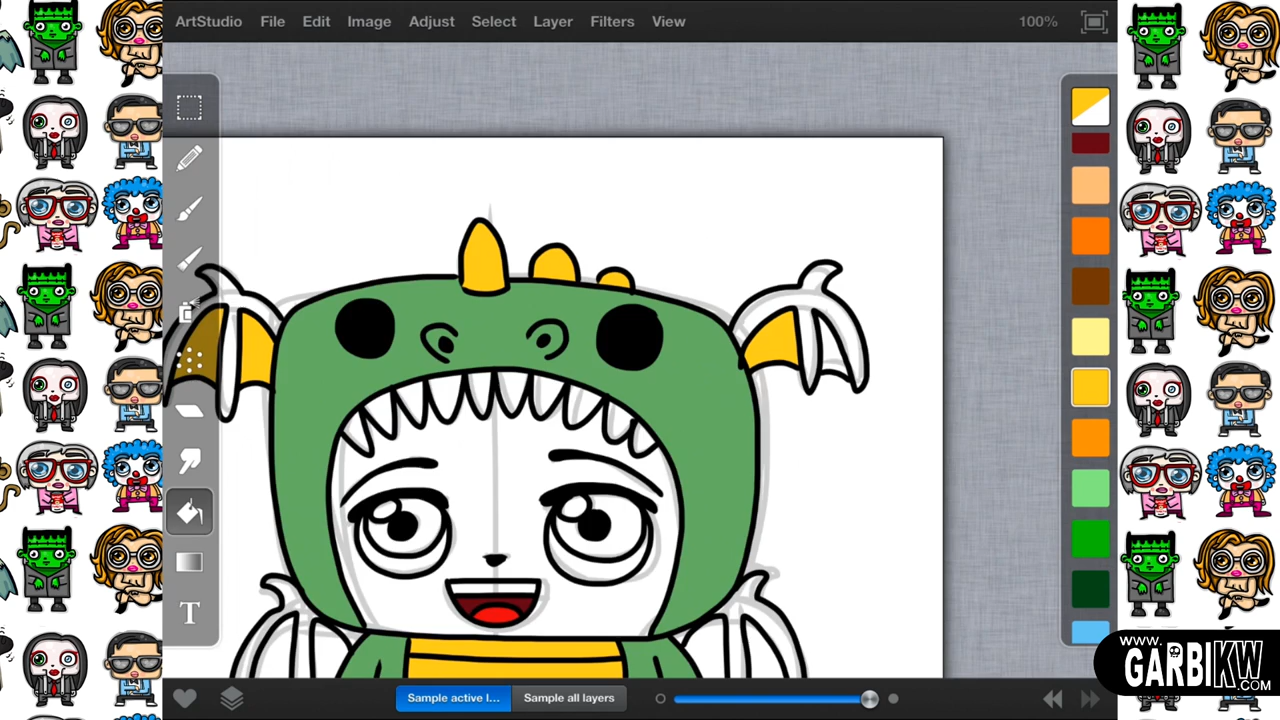 ArtStudio File Edit Image Adjust Select Layer Filters View 100%
T
Sample active l... Sample all layers
www.
GARBIKW
.COM